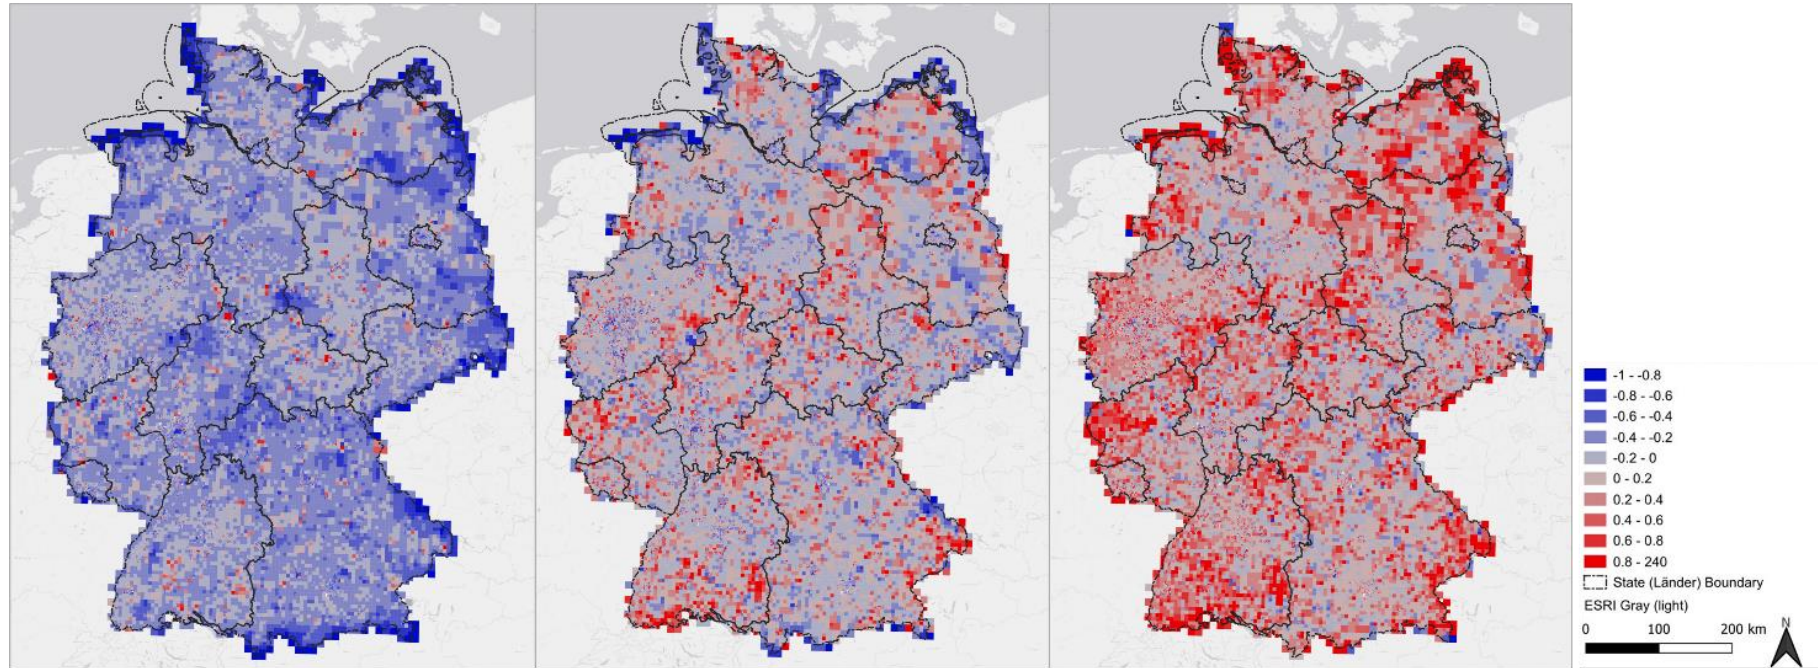 -1 - -0.8
-0.8 - -0.6
-0.6 - -0.4
-0.4 - -0.2
-0.2 - 0
0 - 0.2
0.2 - 0.4
0.4 - 0.6
0.6 - 0.8
0.8 - 240
State (Länder) Boundary
ESRI Gray (light)
0 100 200 km
N